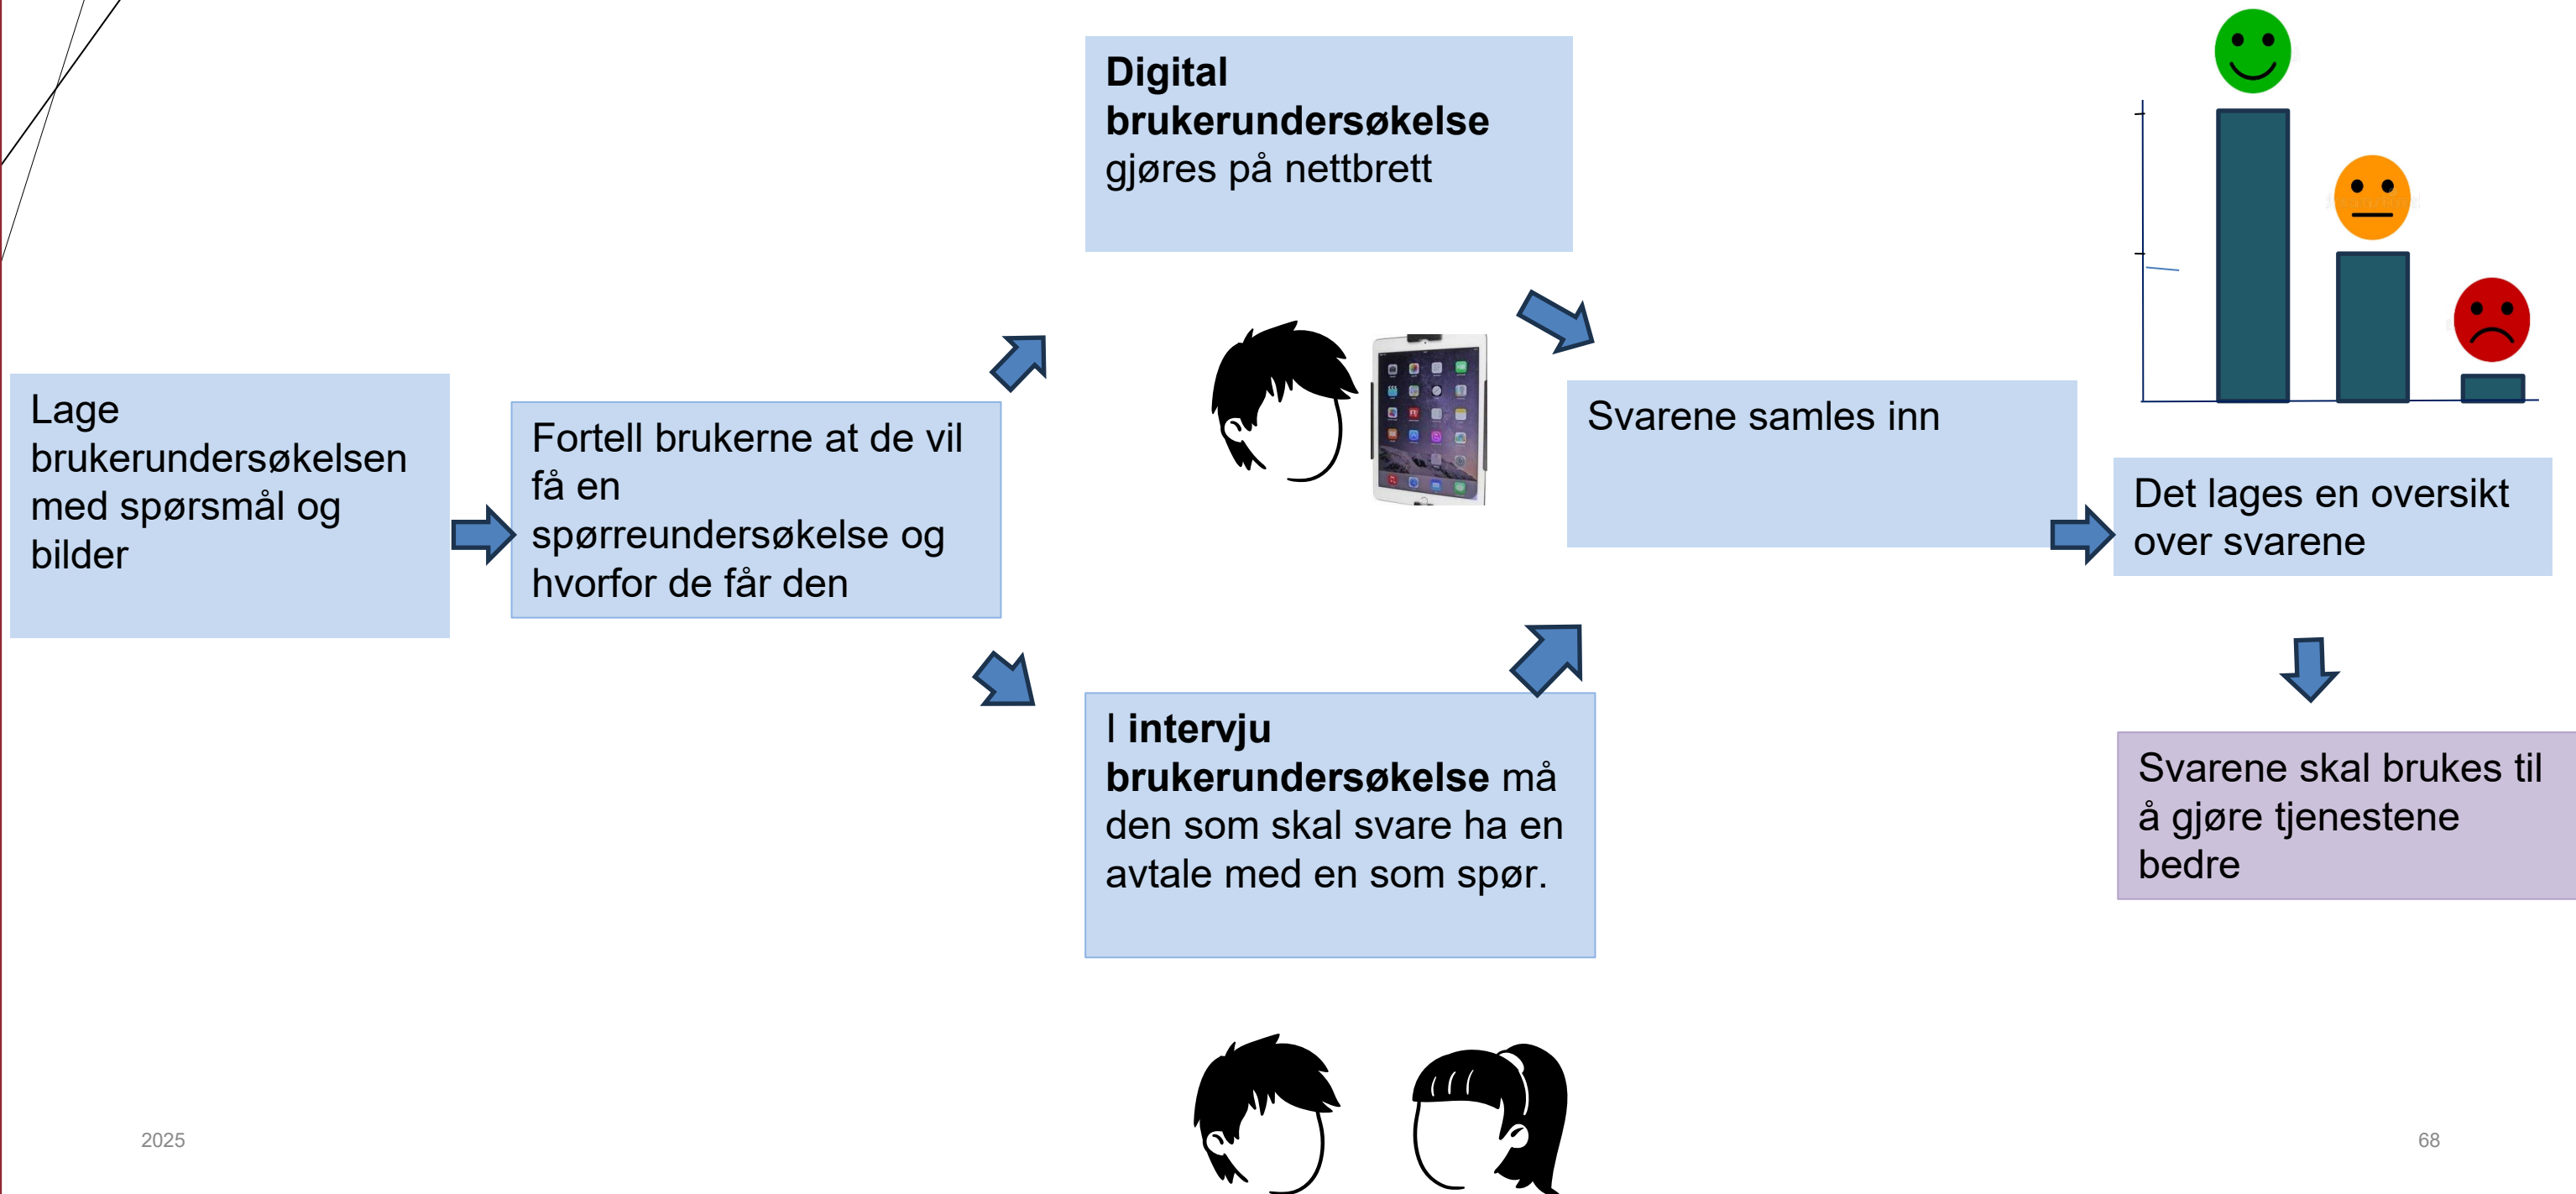 Lage
brukerundersøkelsen
med spørsmål og
bilder
Fortell brukerne at de vil
få en
spørreundersøkelse og
hvorfor de får den
Digital
brukerundersøkelse
gjøres på nettbrett
I intervju
brukerundersøkelse må
den som skal svare ha en
avtale med en som spør.
Svarene samles inn
Det lages en oversikt
over svarene
Svarene skal brukes til
å gjøre tjenestene
bedre
2025
68